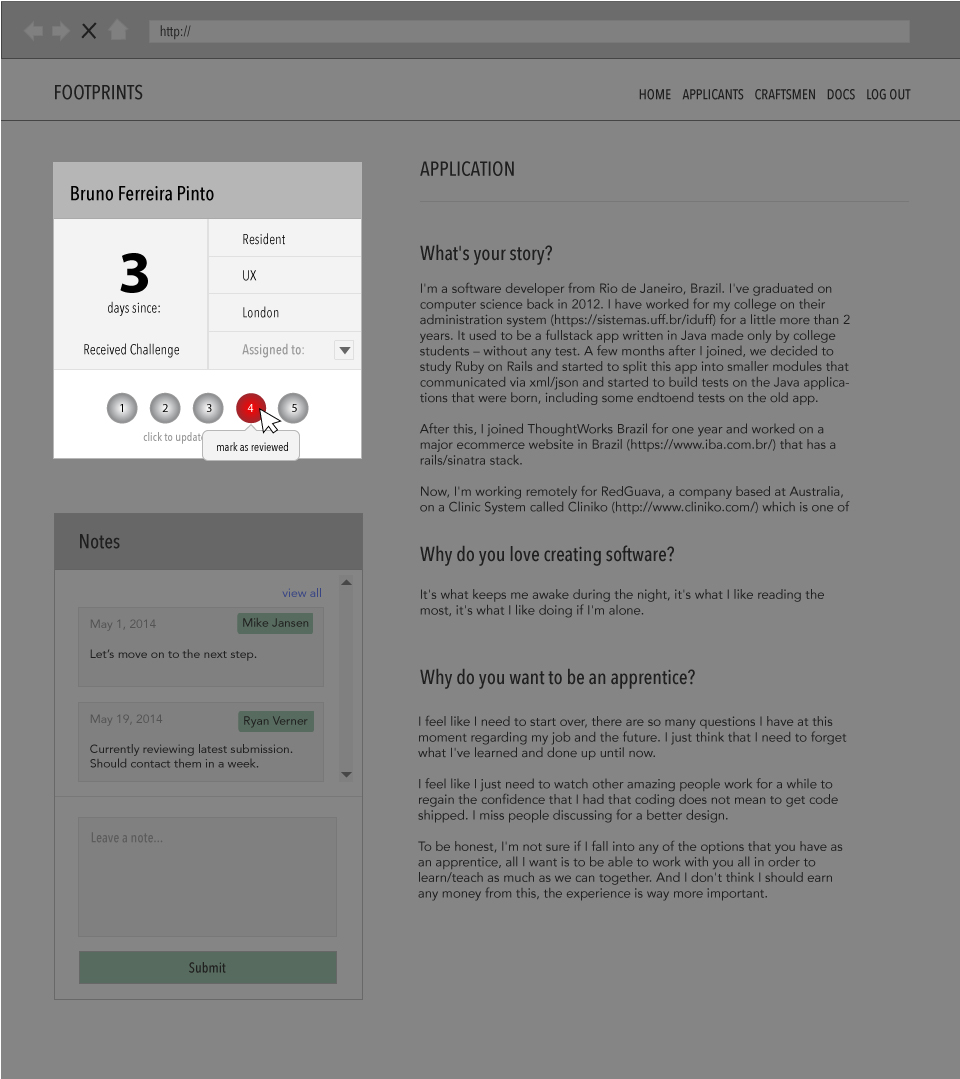 http://
FOOTPRINTS
HOME APPLICANTS CRAFTSMEN DOCS LOG OUT
Bruno Ferreira Pinto
3
days since:
Received Challenge
Resident
UX
London
Assigned to:
1 2 3 4 5
click to updat
mark as reviewed
Notes
view all
May 1, 2014
Mike Jansen
Let's move on to the next step.
May 19, 2014
Ryan Verner
Currently reviewing latest submission.
Should contact them in a week.
Leave a note...
Submit
APPLICATION
What's your story?
I'm a software developer from Rio de Janeiro, Brazil. I've graduated on
computer science back in 2012. I have worked for my college on their
administration system (https://sistemas.uff.br/iduff) for a little more than 2
years. It used to be a fullstack app written in Java made only by college
students – without any test. A few months after I joined, we decided to
study Ruby on Rails and started to split this app into smaller modules that
communicated via xml/json and started to build tests on the Java applica-
tions that were born, including some endtoend tests on the old app.
After this, I joined ThoughtWorks Brazil for one year and worked on a
major ecommerce website in Brazil (https://www.iba.com.br/) that has a
rails/sinatra stack.
Now, I'm working remotely for RedGuava, a company based at Australia,
on a Clinic System called Cliniko (http://www.cliniko.com/) which is one of
Why do you love creating software?
It's what keeps me awake during the night, it's what I like reading the
most, it's what I like doing if I'm alone.
Why do you want to be an apprentice?
I feel like I need to start over, there are so many questions I have at this
moment regarding my job and the future. I just think that I need to forget
what I've learned and done up until now.
I feel like I just need to watch other amazing people work for a while to
regain the confidence that I had that coding does not mean to get code
shipped. I miss people discussing for a better design.
To be honest, I'm not sure if I fall into any of the options that you have as
an apprentice, all I want is to be able to work with you all in order to
learn/teach as much as we can together. And I don't think I should earn
any money from this, the experience is way more important.